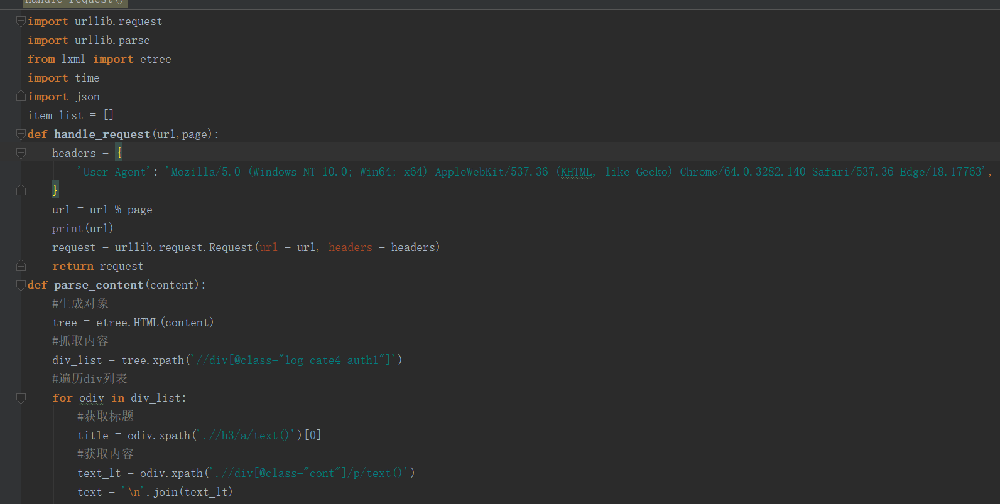 handle_request()
import urllib.request
import urllib.parse
from lxml import etree
import time
import json
item_list = []
def handle_request(url,page):
    headers = {
        'User-Agent': 'Mozilla/5.0 (Windows NT 10.0; Win64; x64) AppleWebKit/537.36 (KHTML, like Gecko) Chrome/64.0.3282.140 Safari/537.36 Edge/18.17763',
    }
    url = url % page
    print(url)
    request = urllib.request.Request(url = url, headers = headers)
    return request
def parse_content(content):
    #生成对象
    tree = etree.HTML(content)
    #抓取内容
    div_list = tree.xpath('//div[@class="log cate4 auth1"]')
    #遍历div列表
    for odiv in div_list:
        #获取标题
        title = odiv.xpath('.//h3/a/text()')[0]
        #获取内容
        text_lt = odiv.xpath('.//div[@class="cont"]/p/text()')
        text = '\n'.join(text_lt)